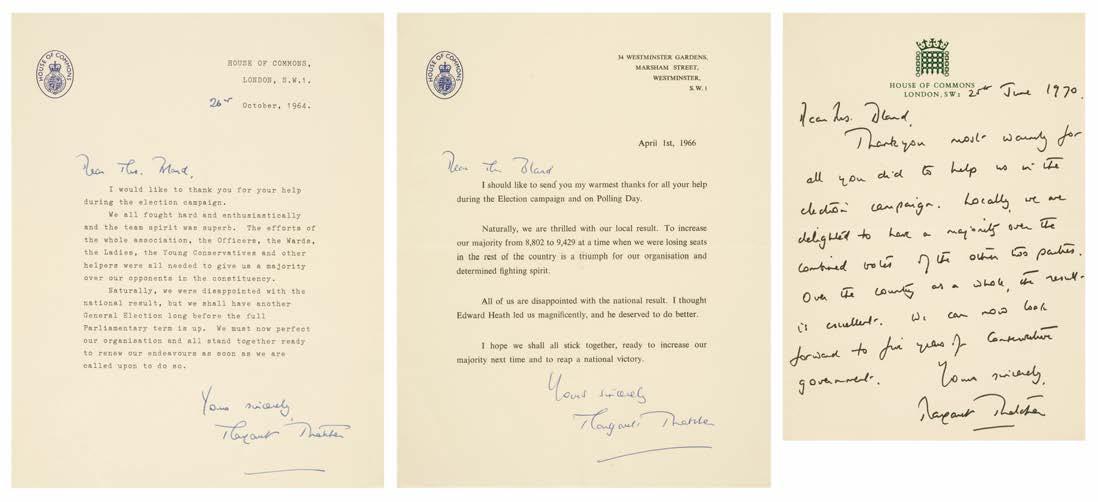 HOUSE OF COMMONS
HOUSE OF COMMONS,
LONDON, S.W.1.
26th October, 1964.
Dear Mrs. Bland,
I would like to thank you for your help
during the election campaign.
We all fought hard and enthusiastically
and the team spirit was superb. The efforts of
the whole association, the Officers, the Wards,
the Ladies, the Young Conservatives and other
helpers were all needed to give us a majority
over our opponents in the constituency.
Naturally, we were disappointed with the
national result, but we shall have another
General Election long before the full
Parliamentary term is up. We must now perfect
our organisation and all stand together ready
to renew our endeavours as soon as we are
called upon to do so.
Yours sincerely,
Margaret Thatcher
HOUSE OF COMMONS
34 WESTMINSTER GARDENS,
MARSHAM STREET,
WESTMINSTER,
S.W.1
April 1st, 1966
Dear Mrs Bland
I should like to send you my warmest thanks for all your help
during the Election campaign and on Polling Day.
Naturally, we are thrilled with our local result. To increase
our majority from 8,802 to 9,429 at a time when we were losing seats
in the rest of the country is a triumph for our organisation and
determined fighting spirit.
All of us are disappointed with the national result. I thought
Edward Heath led us magnificently, and he deserved to do better.
I hope we shall all stick together, ready to increase our
majority next time and to reap a national victory.
Yours sincerely
Margaret Thatcher
HOUSE OF COMMONS
LONDON, SW1 June 1970.
Dear Mrs. Bland,
Thank you most warmly for
all you did to help us in the
election campaign. Locally we are
delighted to have a majority over the
combined votes of the other two parties.
Over the country as a whole, the result
is excellent. We can now look
forward to five years of Conservative
government.
Yours sincerely,
Margaret Thatcher